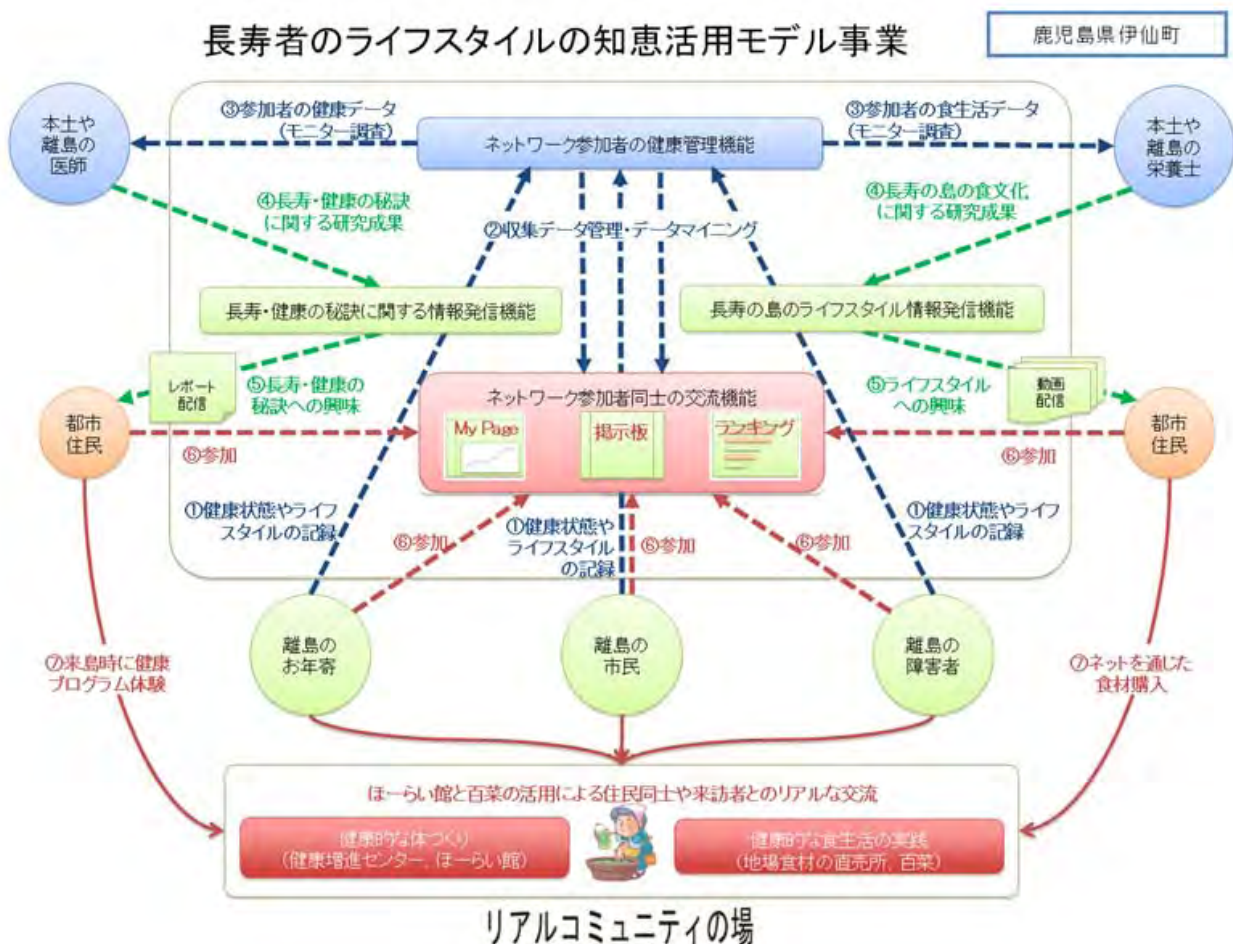 長寿者のライフスタイルの知恵活用モデル事業
鹿児島県伊仙町
本土や
離島の
医師
③参加者の健康データ
(モニター調査)
ネットワーク参加者の健康管理機能
③参加者の食生活データ
(モニター調査)
本土や
離島の
栄養士
④長寿・健康の秘訣
に関する研究成果
②収集データ管理・データマイニング
④長寿の島の食文化
に関する研究成果
長寿・健康の秘訣に関する情報発信機能
長寿の島のライフスタイル情報発信機能
レポート
配信
⑤長寿・健康の
秘訣への興味
ネットワーク参加者同士の交流機能
My Page
掲示板
ランキング
⑤ライフスタイル
への興味
動画
配信
都市
住民
⑥参加
都市
住民
⑥参加
①健康状態やライフ
スタイルの記録
⑥参加
①健康状態や
ライフスタイル
の記録
⑥参加
⑥参加
①健康状態やライフ
スタイルの記録
離島の
お年寄
離島の
市民
離島の
障害者
⑦来島時に健康
プログラム体験
⑦ネットを通じた
食材購入
ほーらい館と百菜の活用による住民同士や来訪者とのリアルな交流
健康的な体づくり
(健康増進センター、ほーらい館)
健康的な食生活の実践
(地場食材の直売所、百菜)
リアルコミュニティの場